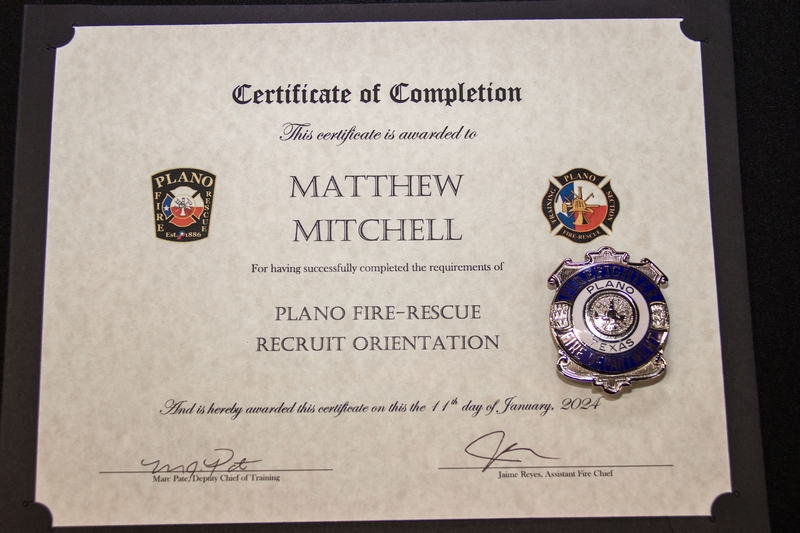 Certificate of Completion
This certificate is awarded to
MATTHEW
MITCHELL
PLANO
FIRE
RESCUE
Est. 1886
PLANO
TRAINING
SECTION
FIRE-RESCUE
For having successfully completed the requirements of
PLANO FIRE-RESCUE
RECRUIT ORIENTATION
FIREFIGHTER
PLANO
TEXAS
FIRE DEPARTMENT
And is hereby awarded this certificate on this the 11th day of January, 2024
Marc Pate, Deputy Chief of Training
Jaime Reyes, Assistant Fire Chief